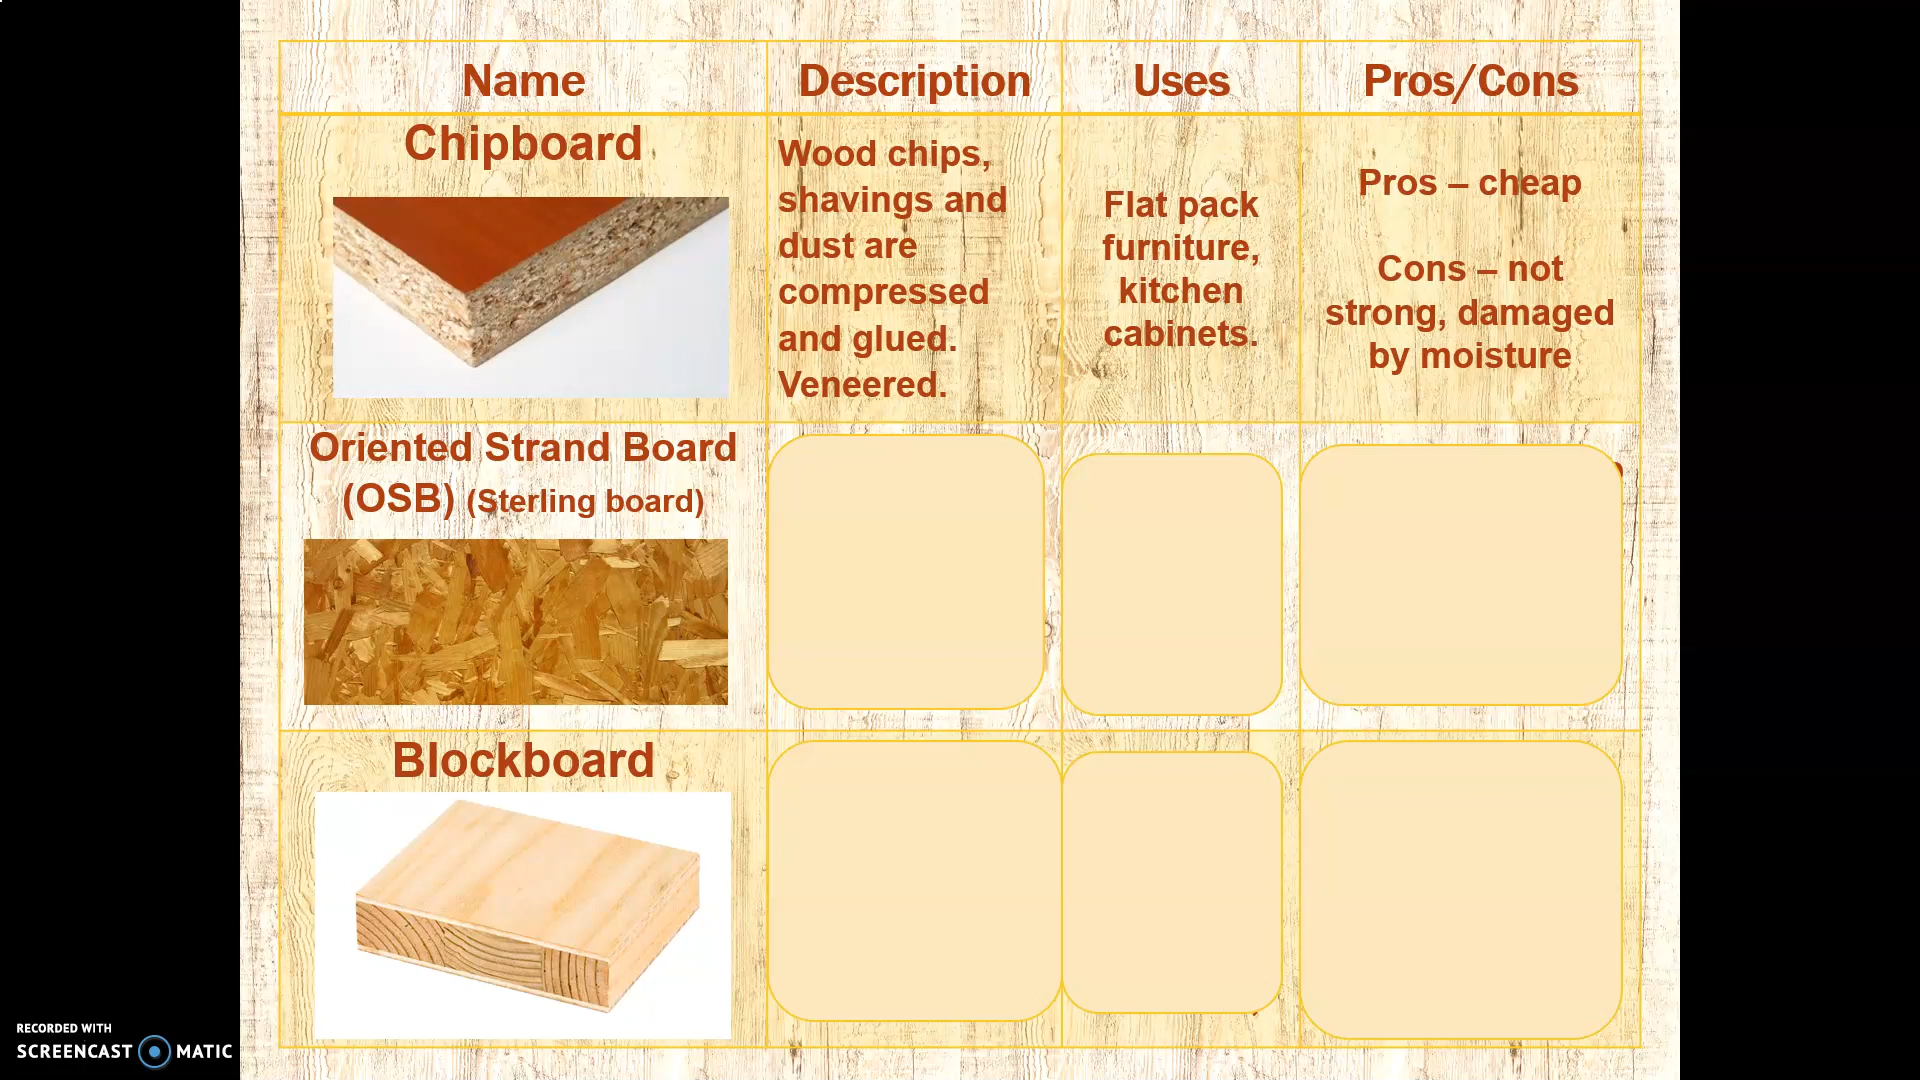 Name
Description
Uses
Pros/Cons
Chipboard
Wood chips,
shavings and
dust are
compressed
and glued.
Veneered.
Flat pack
furniture,
kitchen
cabinets.
Pros – cheap
Cons – not
strong, damaged
by moisture
Oriented Strand Board
(OSB) (Sterling board)
Blockboard
RECORDED WITH
SCREENCAST MATIC